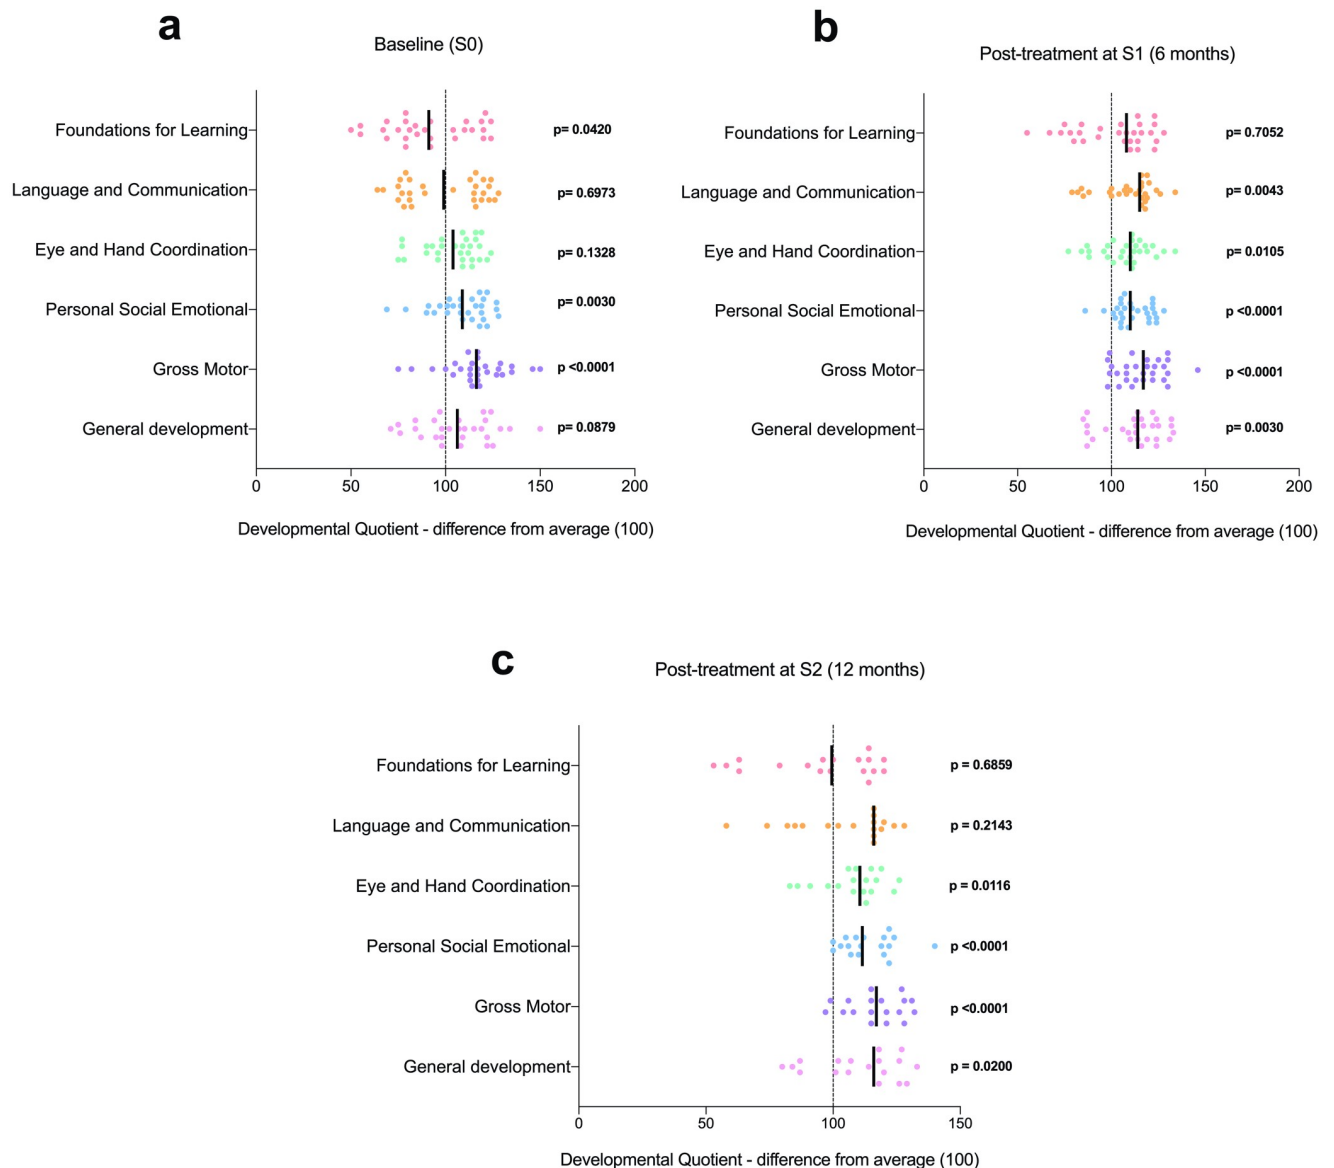 a
Baseline (S0)
Foundations for Learning
p= 0.0420
Language and Communication
p= 0.6973
Eye and Hand Coordination
p= 0.1328
Personal Social Emotional
p= 0.0030
Gross Motor
p <0.0001
General development
p= 0.0879
0 50 100 150 200
Developmental Quotient - difference from average (100)
b
Post-treatment at S1 (6 months)
Foundations for Learning
p= 0.7052
Language and Communication
p= 0.0043
Eye and Hand Coordination
p= 0.0105
Personal Social Emotional
p <0.0001
Gross Motor
p <0.0001
General development
p= 0.0030
0 50 100 150 200
Developmental Quotient - difference from average (100)
c
Post-treatment at S2 (12 months)
Foundations for Learning
p = 0.6859
Language and Communication
p = 0.2143
Eye and Hand Coordination
p = 0.0116
Personal Social Emotional
p <0.0001
Gross Motor
p <0.0001
General development
p = 0.0200
0 50 100 150
Developmental Quotient - difference from average (100)